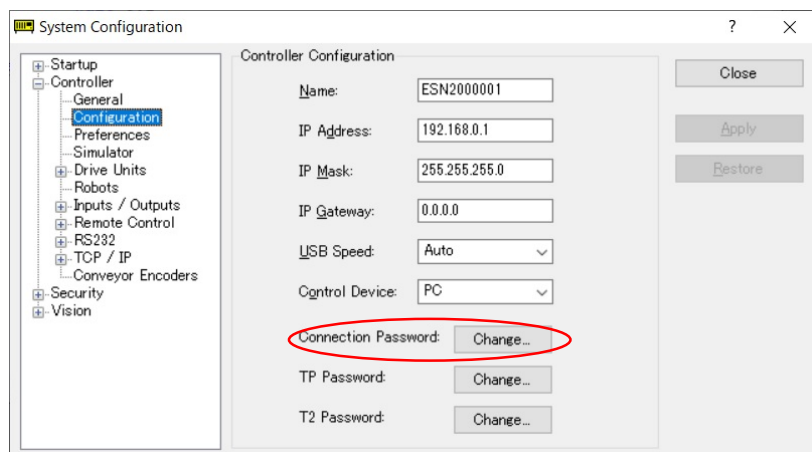 System Configuration
?
Startup
Controller
General
Configuration
Preferences
Simulator
Drive Units
Robots
Inputs / Outputs
Remote Control
RS232
TCP / IP
Conveyor Encoders
Security
Vision
Controller Configuration
Name: ESN2000001
IP Address: 192.168.0.1
IP Mask: 255.255.255.0
IP Gateway: 0.0.0.0
USB Speed: Auto
Control Device: PC
Connection Password: Change...
TP Password: Change...
T2 Password: Change...
Close
Apply
Restore